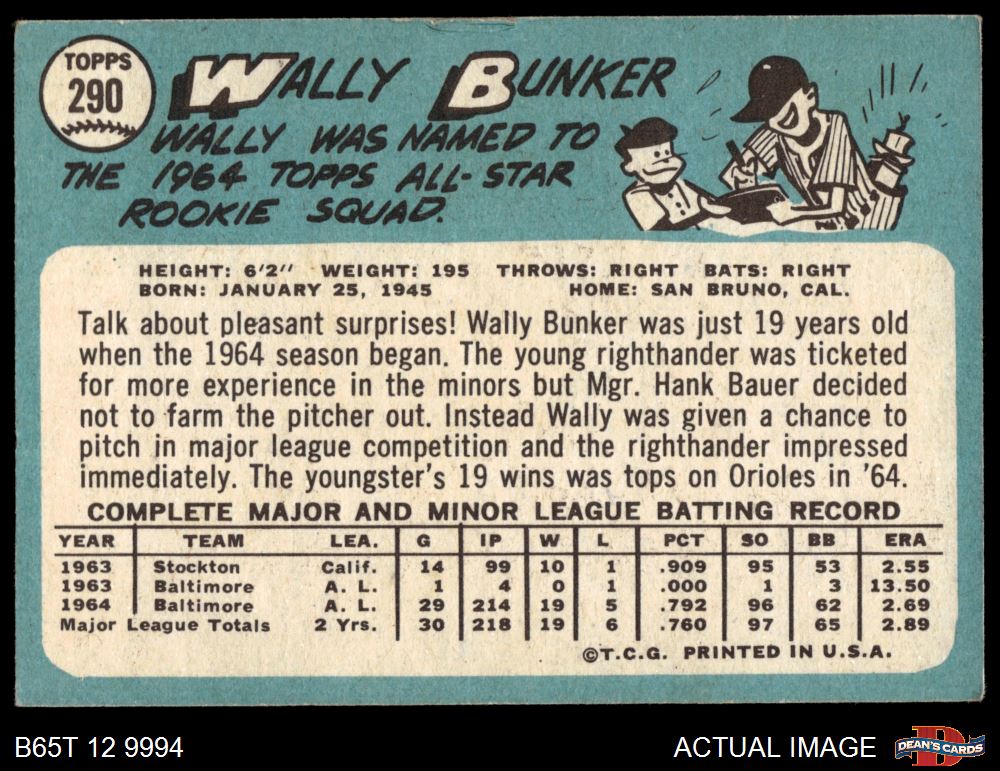 TOPPS
290
WALLY BUNKER
WALLY WAS NAMED TO
THE 1964 TOPPS ALL-STAR
ROOKIE SQUAD.
HEIGHT: 6'2" WEIGHT: 195 THROWS: RIGHT BATS: RIGHT
BORN: JANUARY 25, 1945 HOME: SAN BRUNO, CAL.
Talk about pleasant surprises! Wally Bunker was just 19 years old
when the 1964 season began. The young righthander was ticketed
for more experience in the minors but Mgr. Hank Bauer decided
not to farm the pitcher out. Instead Wally was given a chance to
pitch in major league competition and the righthander impressed
immediately. The youngster's 19 wins was tops on Orioles in '64.
COMPLETE MAJOR AND MINOR LEAGUE BATTING RECORD
YEAR TEAM LEA. G IP W L PCT SO BB ERA
1963 Stockton Calif. 14 99 10 1 .909 95 53 2.55
1963 Baltimore A. L. 1 4 0 1 .000 1 3 13.50
1964 Baltimore A. L. 29 214 19 5 .792 96 62 2.69
Major League Totals 2 Yrs. 30 218 19 6 .760 97 65 2.89
©T.C.G. PRINTED IN U.S.A.
B65T 12 9994 ACTUAL IMAGE DEAN'S CARDS